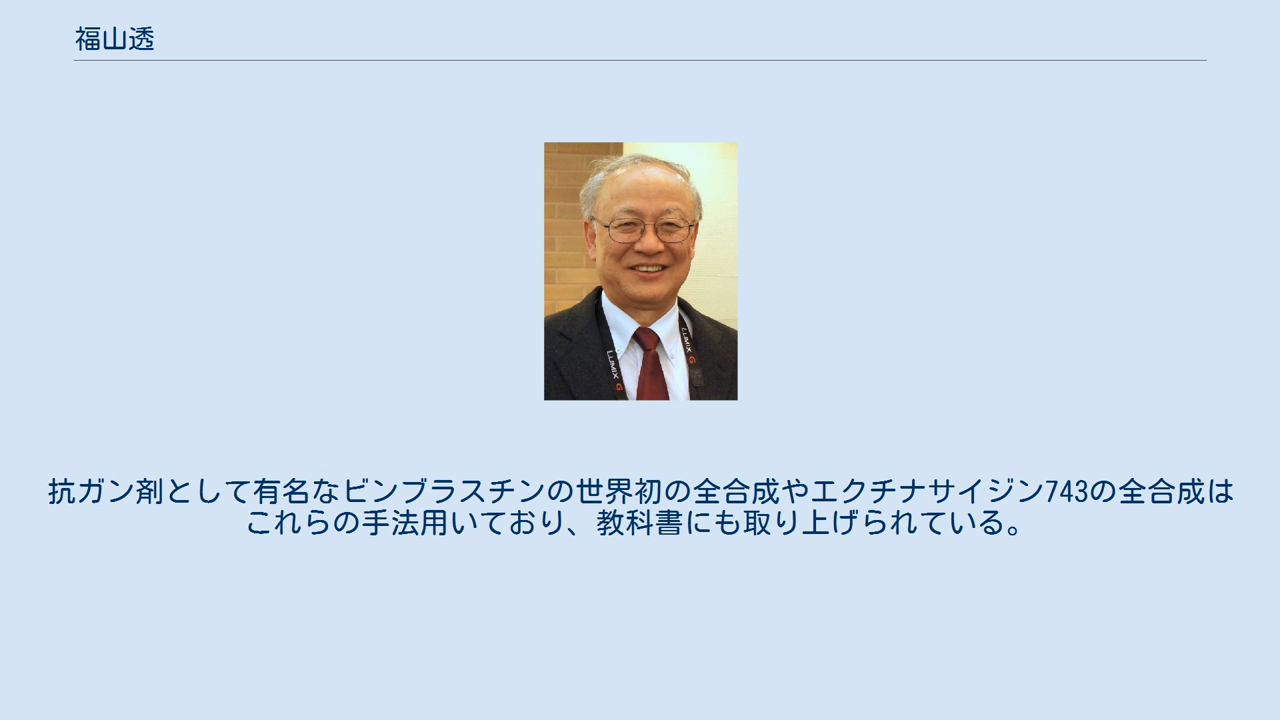 福山透
LUMIX G
LUMIX G
抗ガン剤として有名なビンブラスチンの世界初の全合成やエクチナサイジン743の全合成は
これらの手法用いており、教科書にも取り上げられている。